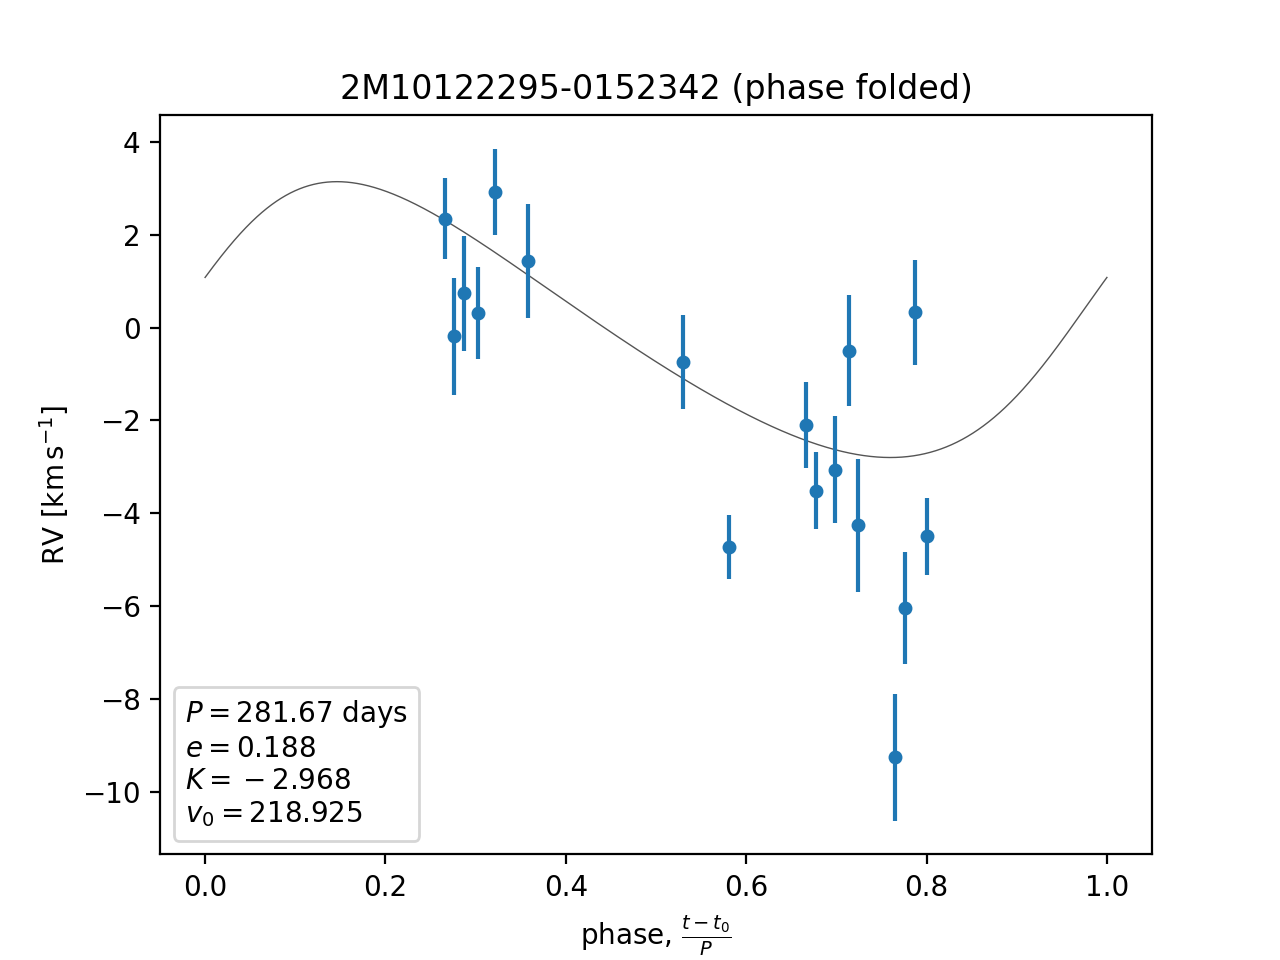 2M10122295-0152342 (phase folded)
4
2
0
−2
−4
−6
−8
−10
RV [km s⁻¹]
P = 281.67 days
e = 0.188
K = −2.968
v₀ = 218.925
0.0 0.2 0.4 0.6 0.8 1.0
phase, (t − t₀)/P